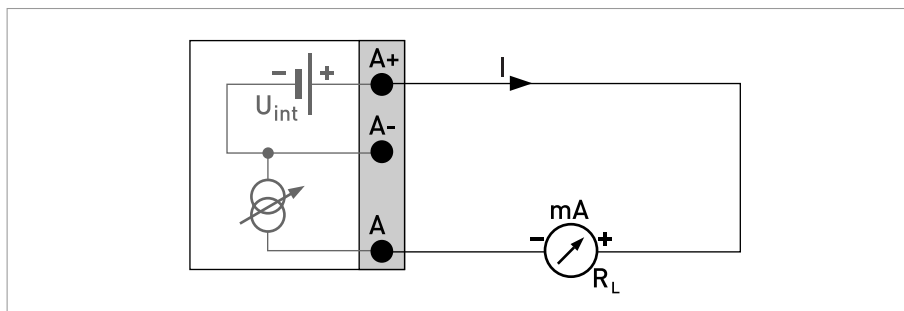 A+
I
− +
U_int
A-
mA
A
− +
R_L